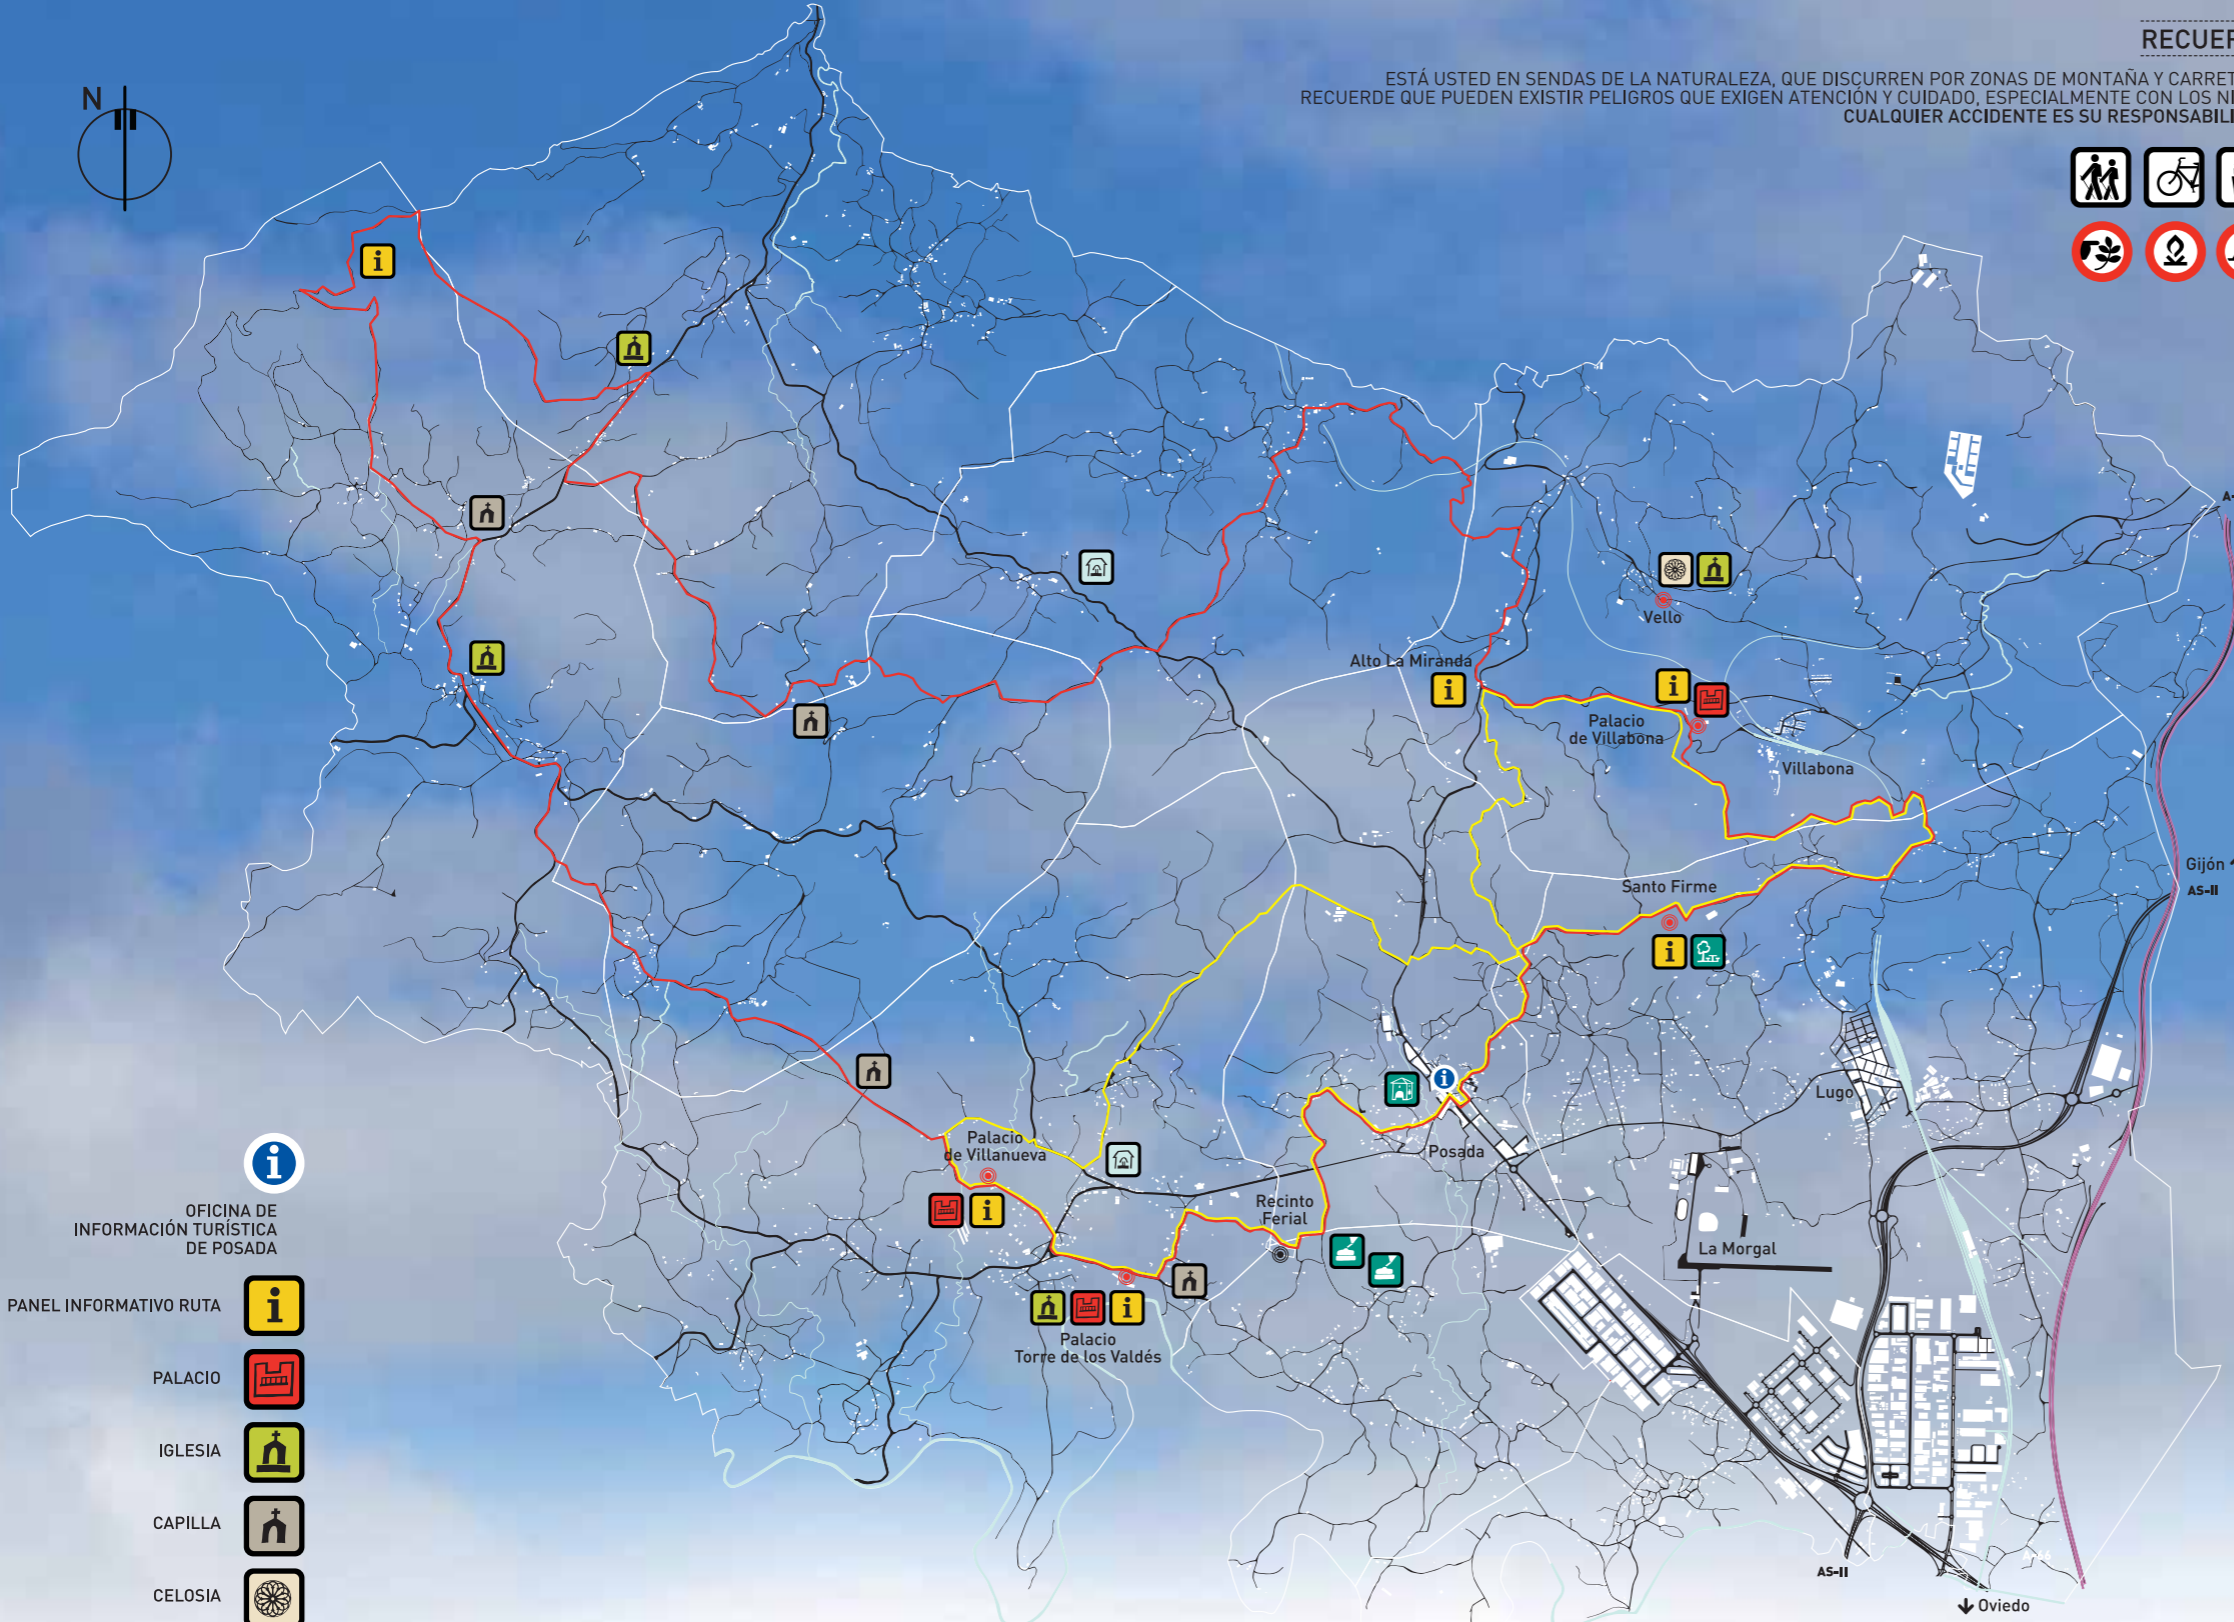 RECUER
ESTÁ USTED EN SENDAS DE LA NATURALEZA, QUE DISCURREN POR ZONAS DE MONTAÑA Y CARRET
RECUERDE QUE PUEDEN EXISTIR PELIGROS QUE EXIGEN ATENCIÓN Y CUIDADO, ESPECIALMENTE CON LOS NI
CUALQUIER ACCIDENTE ES SU RESPONSABILI
N
A-
Vello
Alto La Miranda
Palacio
de Villabona
Villabona
Gijón
AS-II
Santo Firme
Lugo
Palacio
de Villanueva
Posada
Recinto
Ferial
La Morgal
Palacio
Torre de los Valdés
OFICINA DE
INFORMACIÓN TURÍSTICA
DE POSADA
PANEL INFORMATIVO RUTA
PALACIO
IGLESIA
CAPILLA
CELOSIA
A-66
AS-II
Oviedo